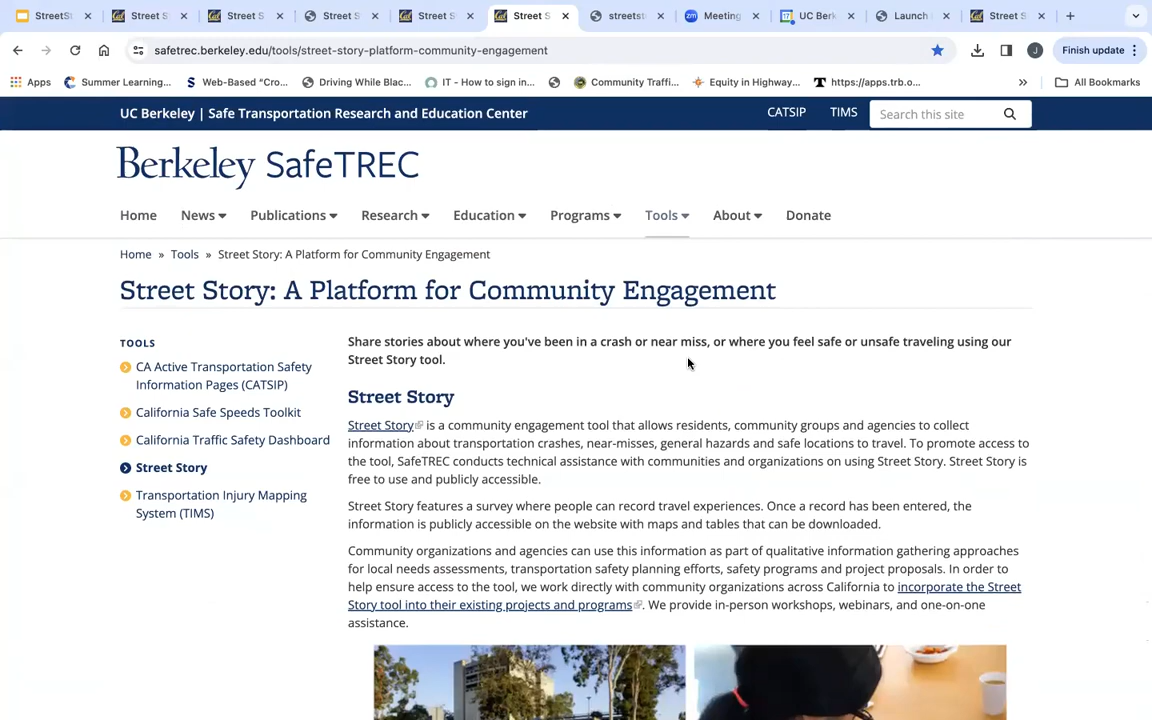 StreetSt
Street S
Street S
Street S
Street S
Street S
streetst
Meeting
UC Berk
Launch
Street S
safetrec.berkeley.edu/tools/street-story-platform-community-engagement
J
Finish update
Apps
Summer Learning...
Web-Based “Cro...
Driving While Blac...
IT - How to sign in...
Community Traffi...
Equity in Highway...
https://apps.trb.o...
»
All Bookmarks
UC Berkeley | Safe Transportation Research and Education Center
CATSIP
TIMS
Search this site
Berkeley SafeTREC
Home
News
Publications
Research
Education
Programs
Tools
About
Donate
Home » Tools » Street Story: A Platform for Community Engagement
Street Story: A Platform for Community Engagement
TOOLS
CA Active Transportation Safety
Information Pages (CATSIP)
California Safe Speeds Toolkit
California Traffic Safety Dashboard
Street Story
Transportation Injury Mapping
System (TIMS)
Share stories about where you've been in a crash or near miss, or where you feel safe or unsafe traveling using our
Street Story tool.
Street Story
Street Story is a community engagement tool that allows residents, community groups and agencies to collect
information about transportation crashes, near-misses, general hazards and safe locations to travel. To promote access to
the tool, SafeTREC conducts technical assistance with communities and organizations on using Street Story. Street Story is
free to use and publicly accessible.
Street Story features a survey where people can record travel experiences. Once a record has been entered, the
information is publicly accessible on the website with maps and tables that can be downloaded.
Community organizations and agencies can use this information as part of qualitative information gathering approaches
for local needs assessments, transportation safety planning efforts, safety programs and project proposals. In order to
help ensure access to the tool, we work directly with community organizations across California to incorporate the Street
Story tool into their existing projects and programs. We provide in-person workshops, webinars, and one-on-one
assistance.